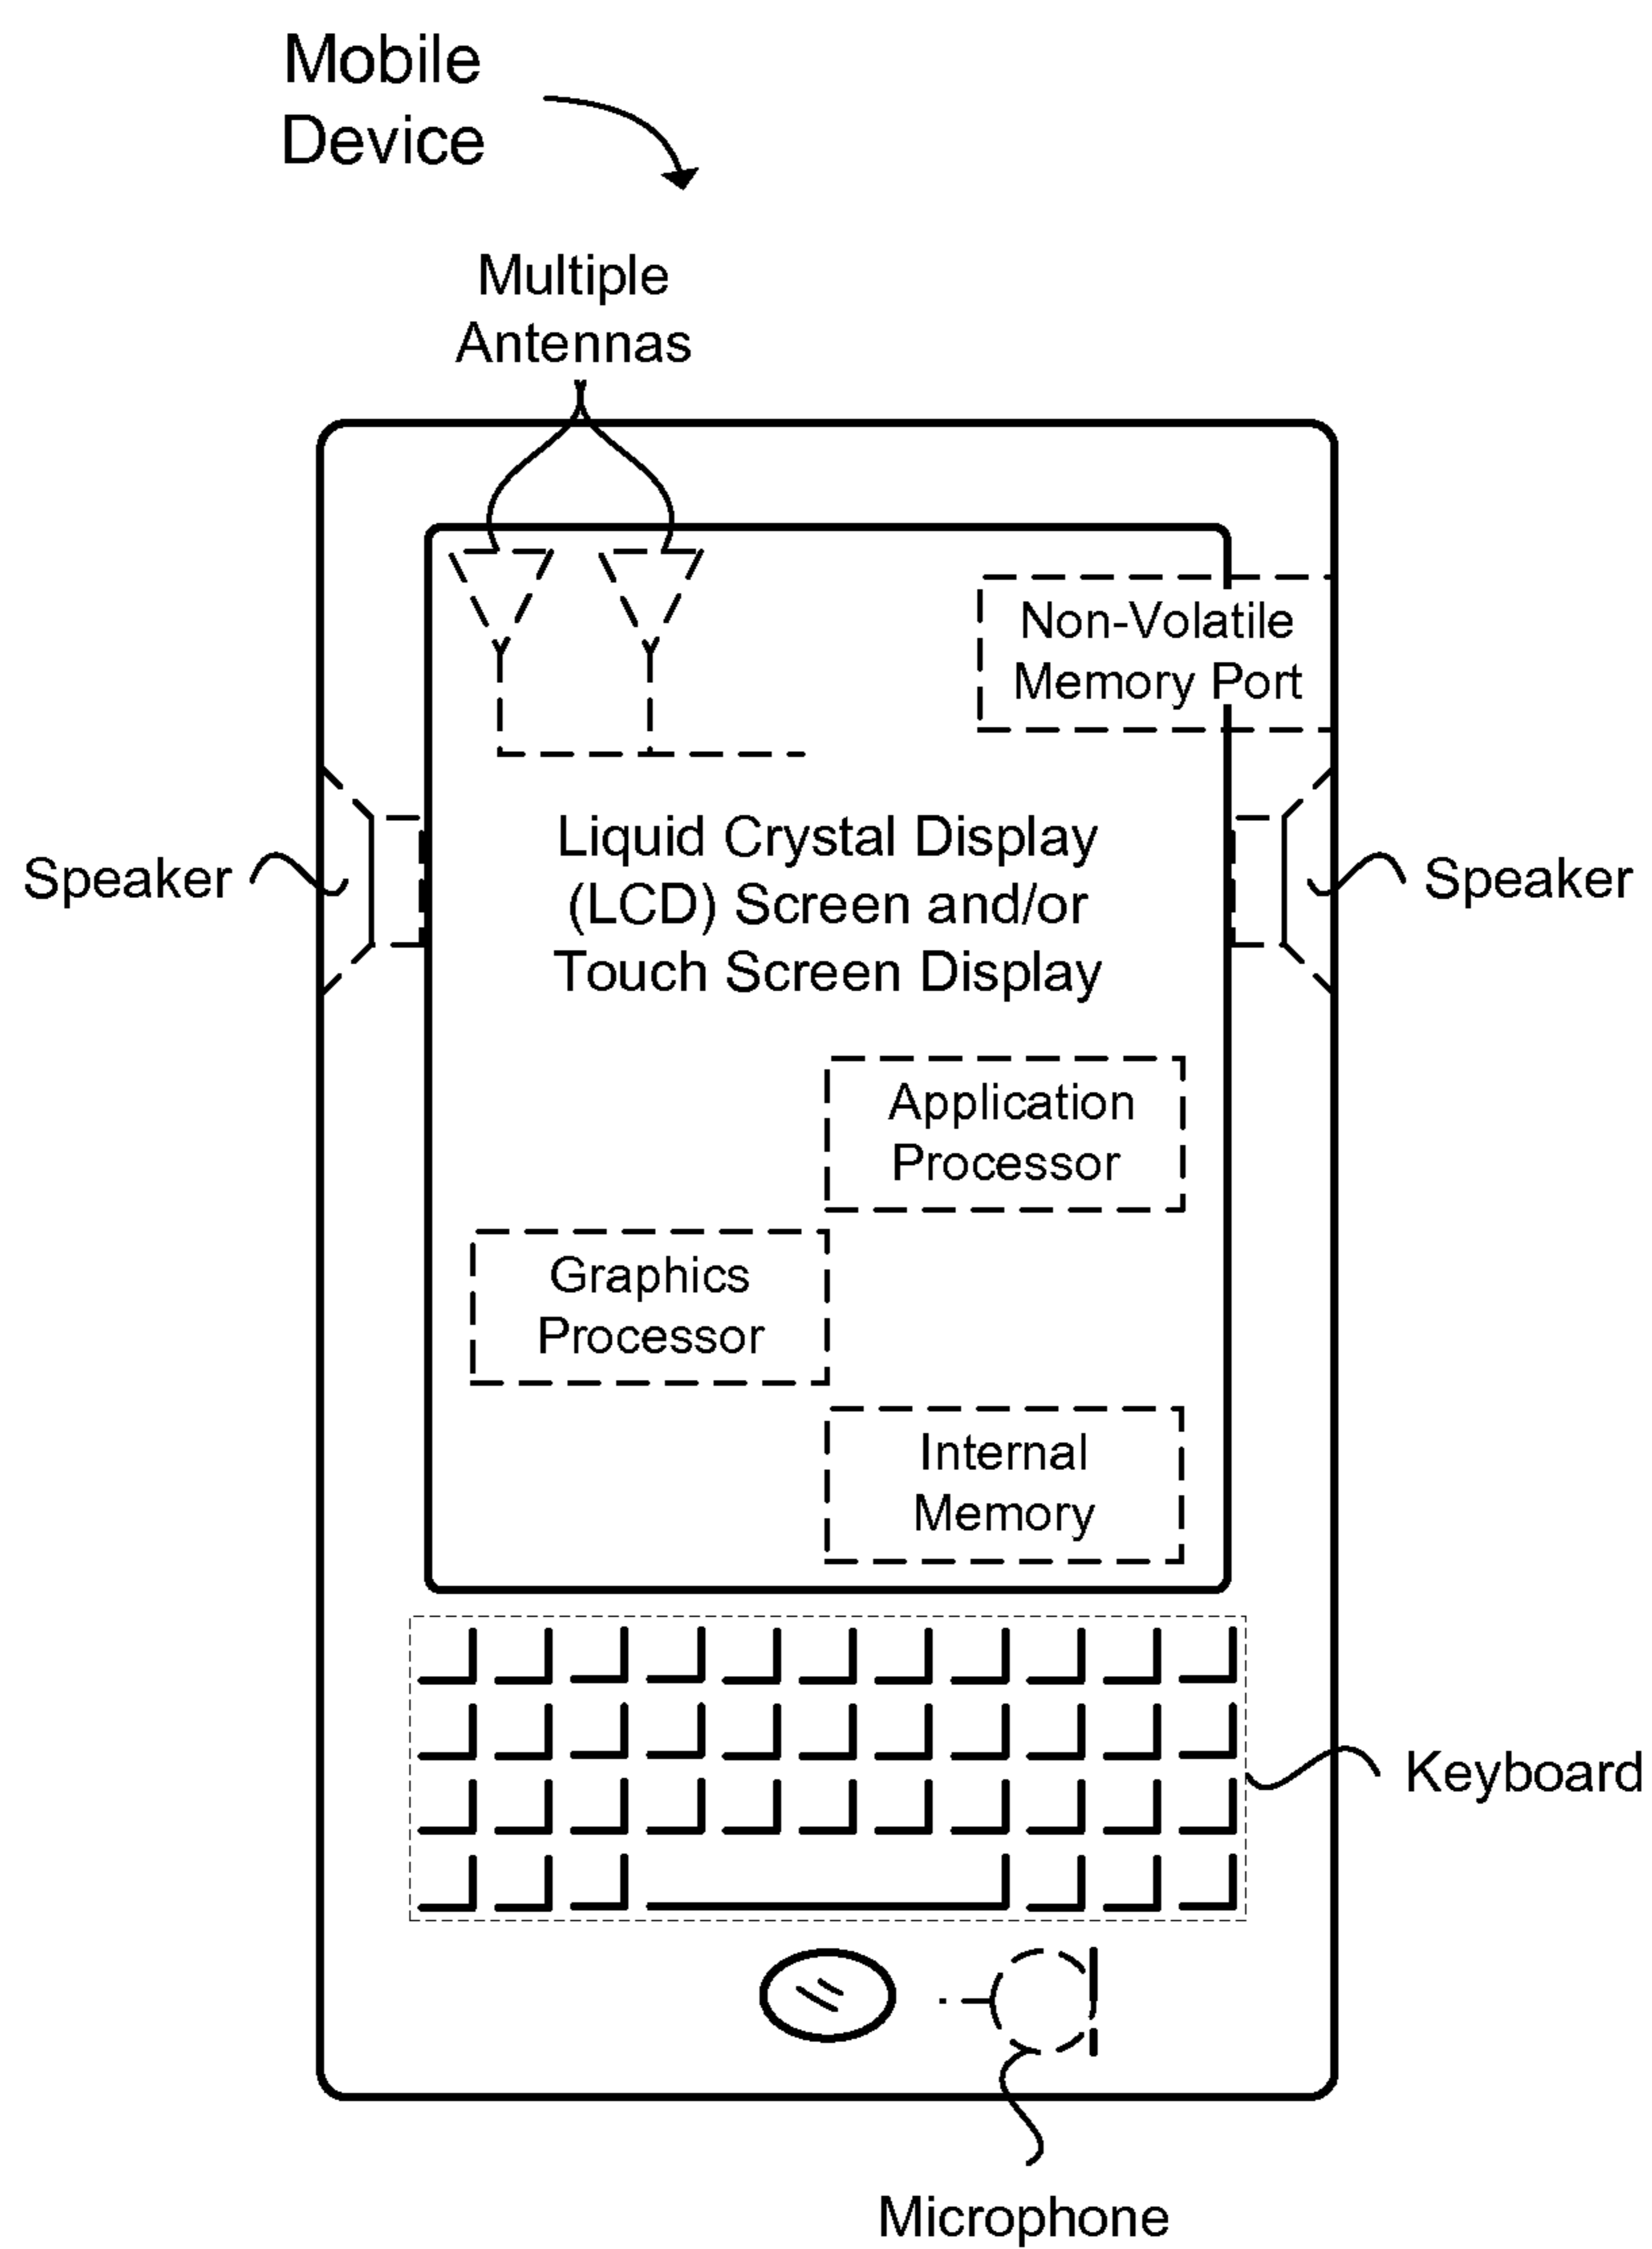 Mobile
Device
Multiple
Antennas
Non-Volatile
Memory Port
Speaker
Liquid Crystal Display
(LCD) Screen and/or
Touch Screen Display
Speaker
Application
Processor
Graphics
Processor
Internal
Memory
Keyboard
Microphone